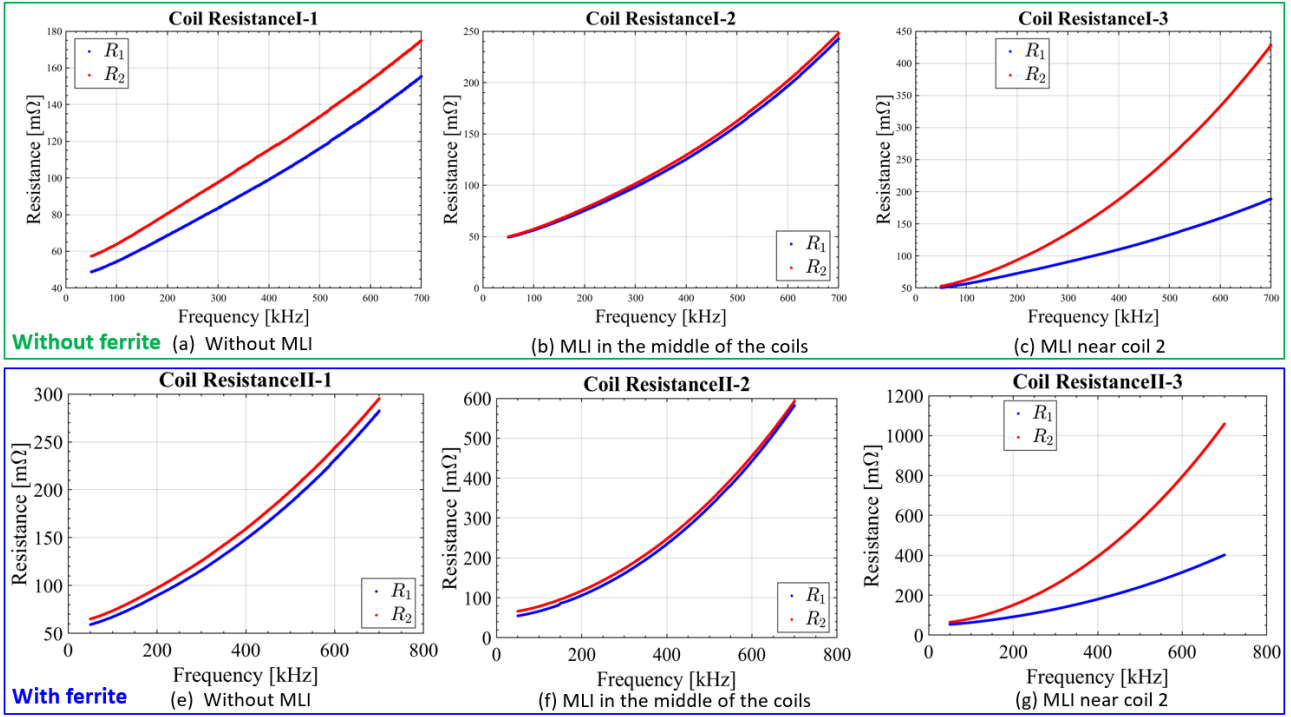 Coil ResistanceI-1
Resistance [mΩ]
180
160
140
120
100
80
60
40
0 100 200 300 400 500 600 700
R1
R2
Frequency [kHz]
(a) Without MLI
Coil ResistanceI-2
Resistance [mΩ]
250
200
150
100
50
0
0 100 200 300 400 500 600 700
R1
R2
Frequency [kHz]
(b) MLI in the middle of the coils
Coil ResistanceI-3
Resistance [mΩ]
450
400
350
300
250
200
150
100
50
0 100 200 300 400 500 600 700
R1
R2
Frequency [kHz]
(c) MLI near coil 2
Without ferrite
Coil ResistanceII-1
Resistance [mΩ]
300
250
200
150
100
50
0 200 400 600 800
R1
R2
Frequency [kHz]
(e) Without MLI
Coil ResistanceII-2
Resistance [mΩ]
600
500
400
300
200
100
0
0 200 400 600 800
R1
R2
Frequency [kHz]
(f) MLI in the middle of the coils
Coil ResistanceII-3
Resistance [mΩ]
1200
1000
800
600
400
200
0
0 200 400 600 800
R1
R2
Frequency [kHz]
(g) MLI near coil 2
With ferrite